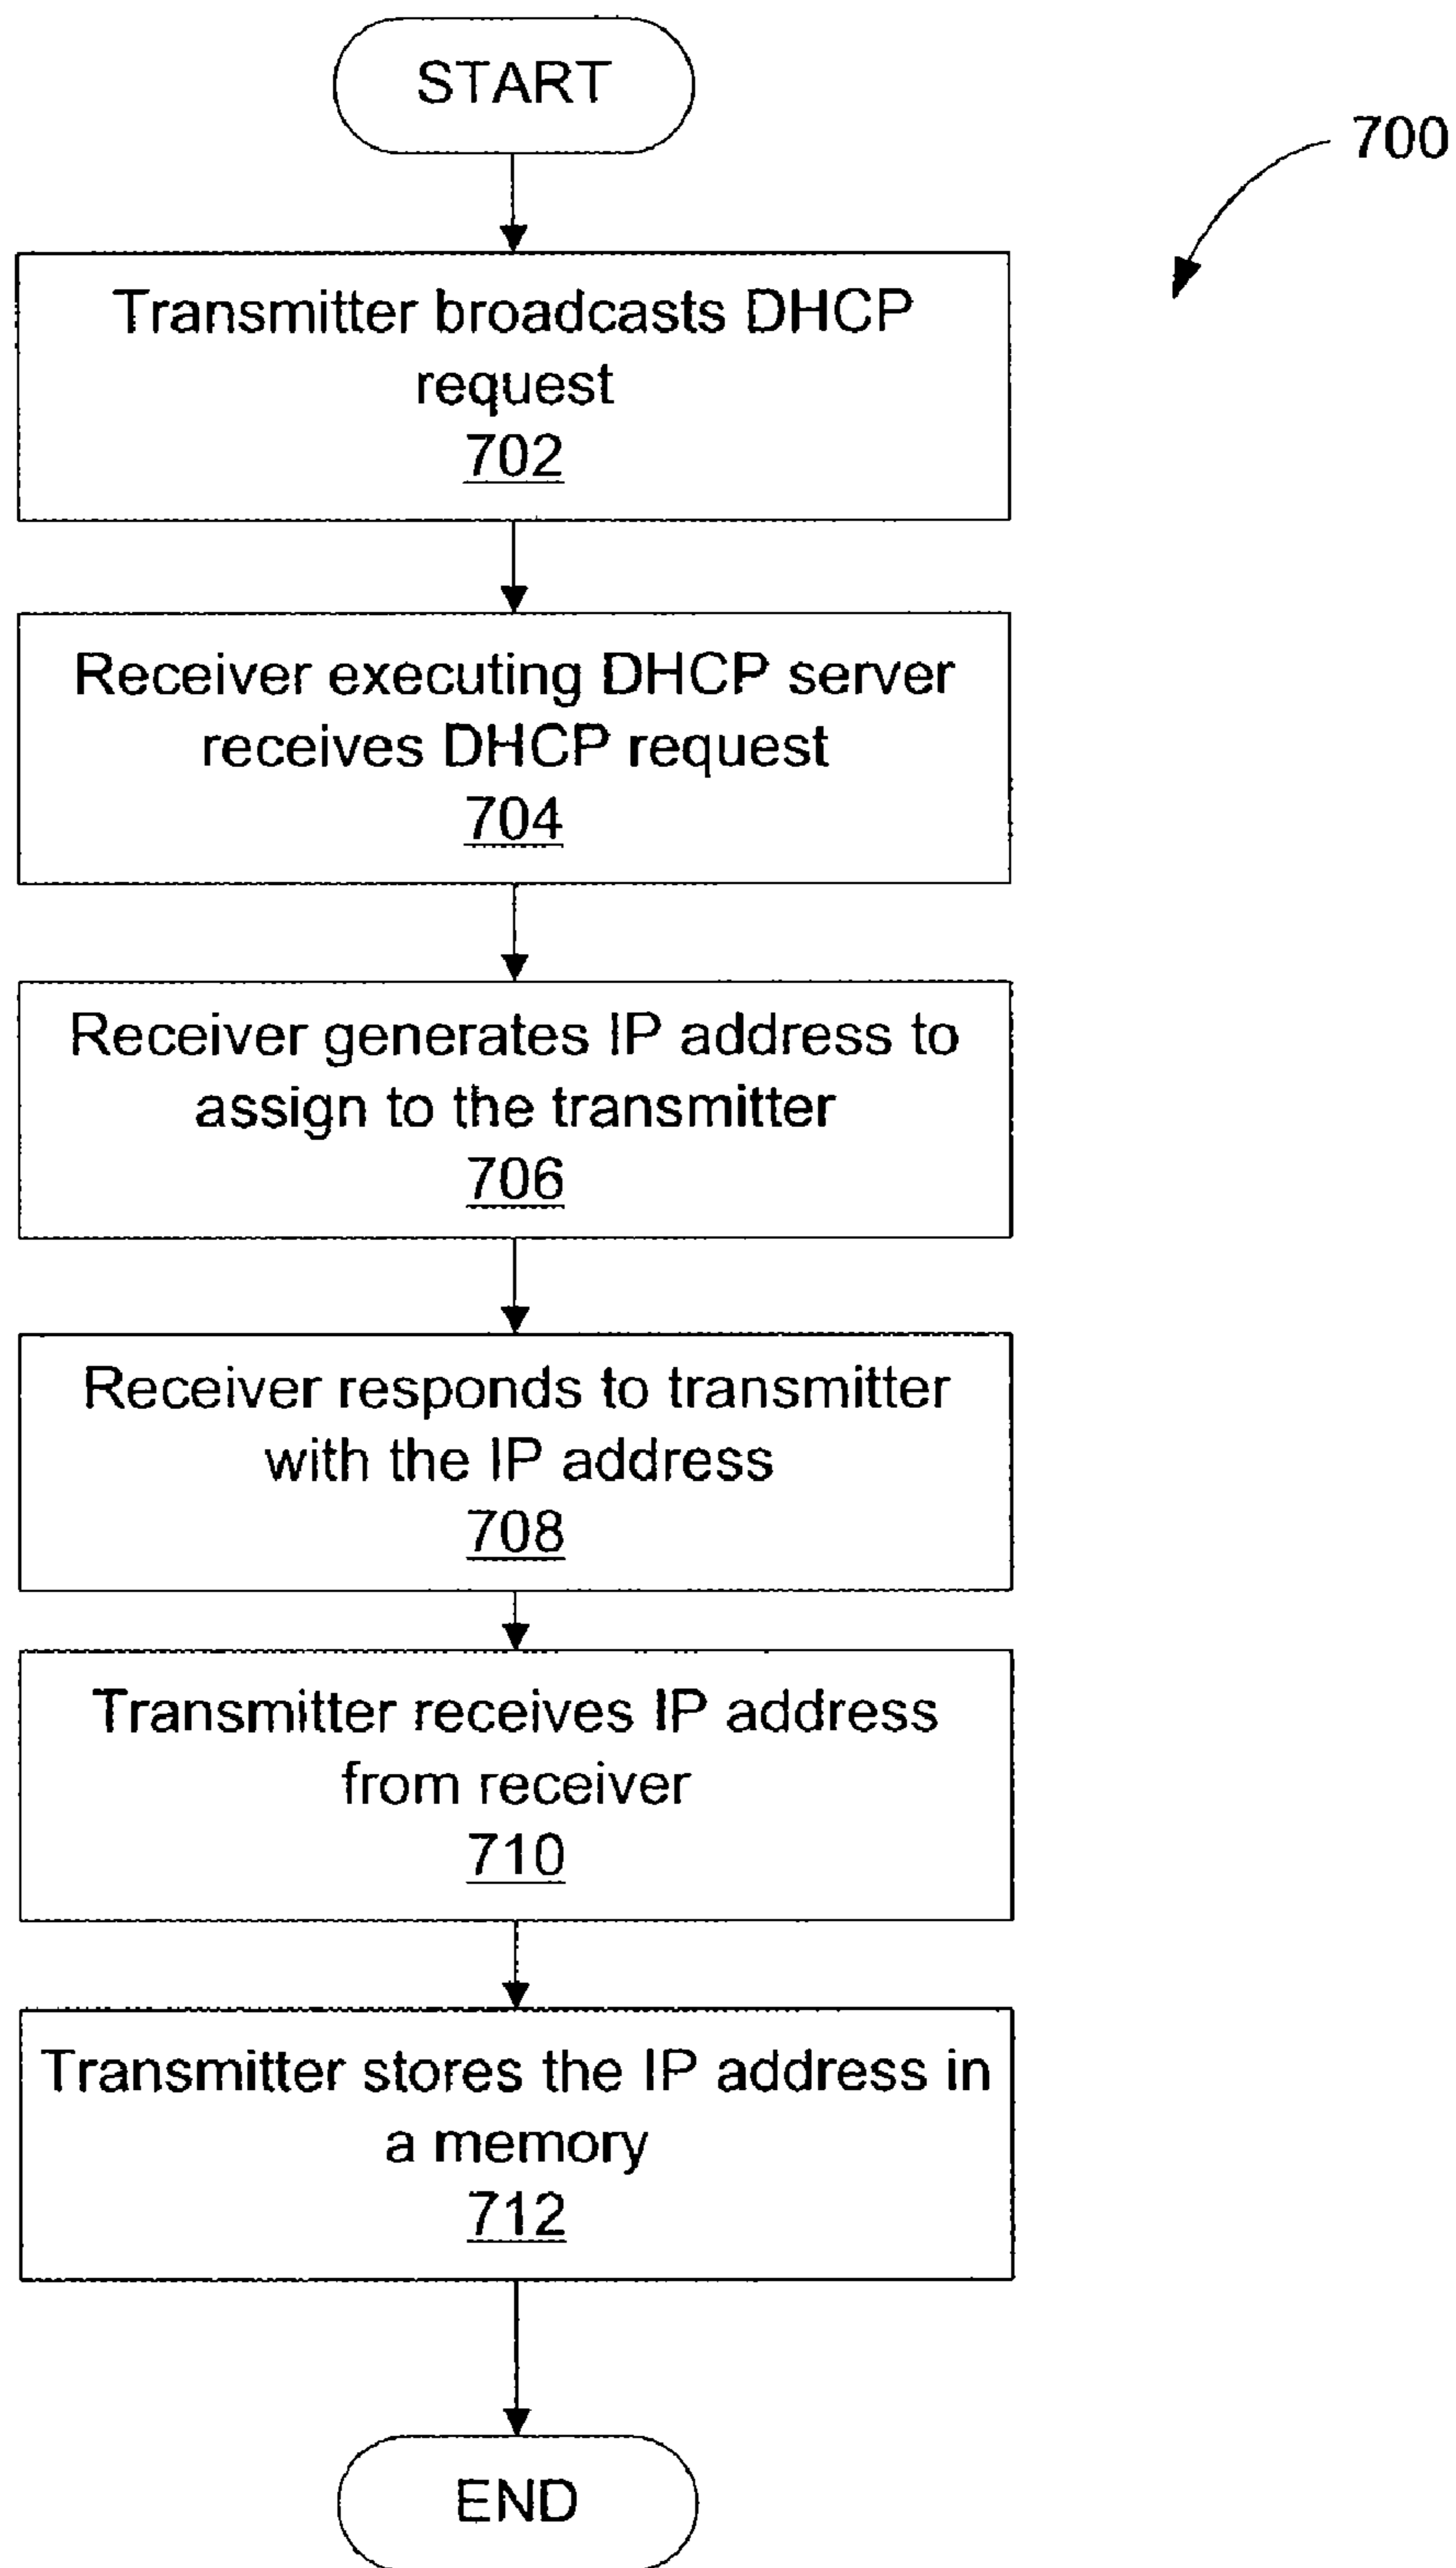 START
700
Transmitter broadcasts DHCP
request
702
Receiver executing DHCP server
receives DHCP request
704
Receiver generates IP address to
assign to the transmitter
706
Receiver responds to transmitter
with the IP address
708
Transmitter receives IP address
from receiver
710
Transmitter stores the IP address in
a memory
712
END